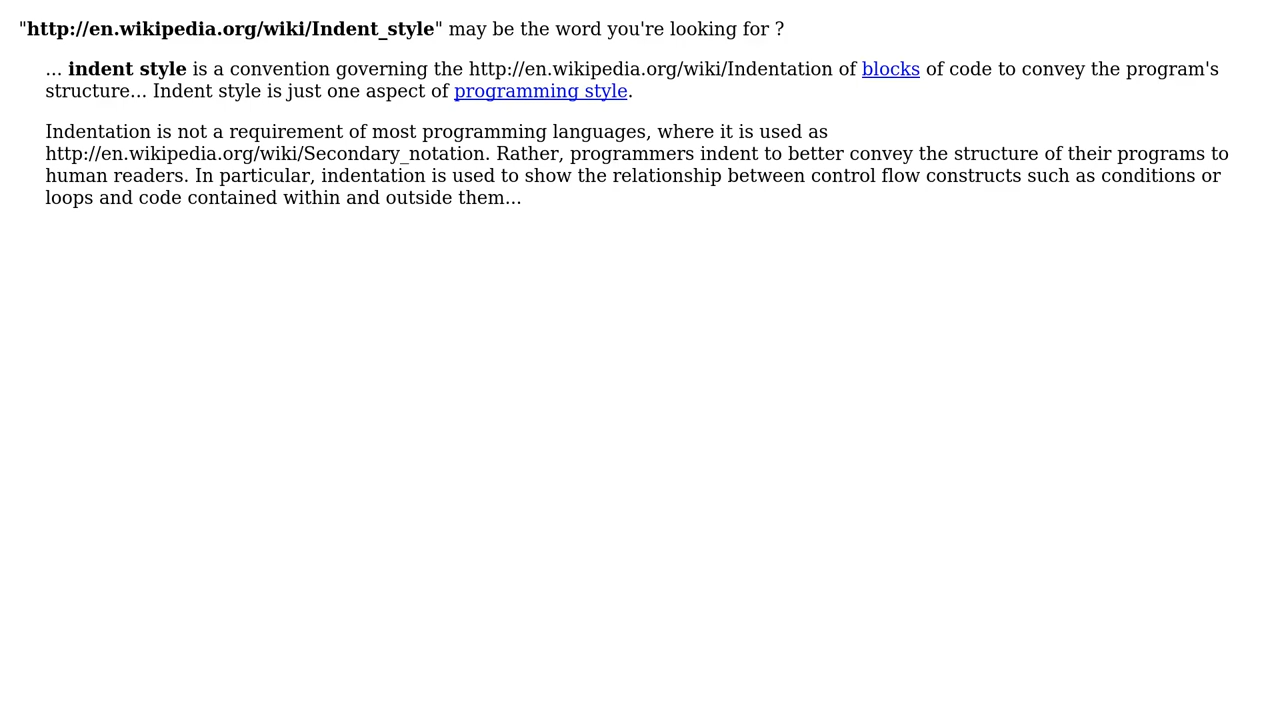 "http://en.wikipedia.org/wiki/Indent_style" may be the word you're looking for ?
... indent style is a convention governing the http://en.wikipedia.org/wiki/Indentation of blocks of code to convey the program's
structure... Indent style is just one aspect of programming style.
Indentation is not a requirement of most programming languages, where it is used as
http://en.wikipedia.org/wiki/Secondary_notation. Rather, programmers indent to better convey the structure of their programs to
human readers. In particular, indentation is used to show the relationship between control flow constructs such as conditions or
loops and code contained within and outside them...